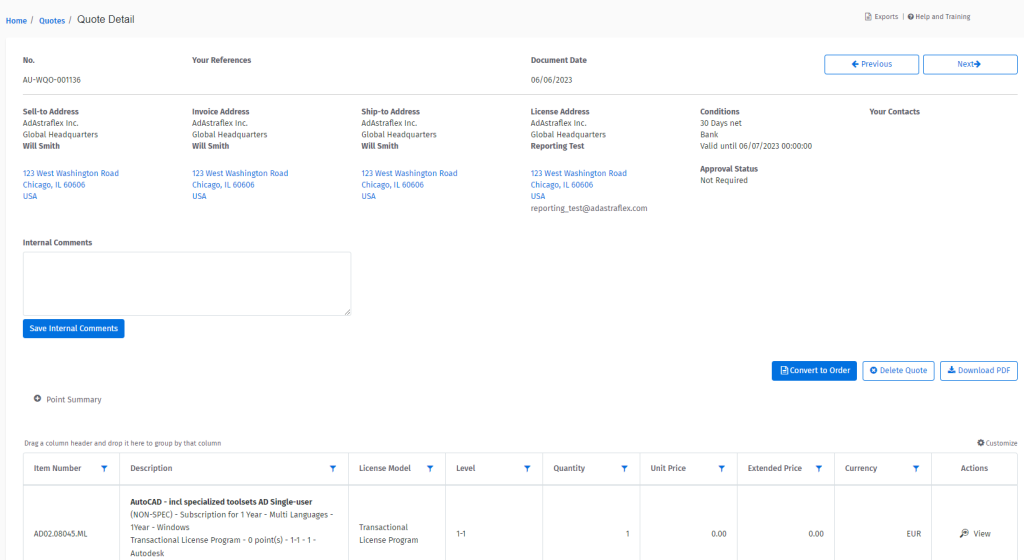 Home / Quotes / Quote Detail
Exports | Help and Training
No.
Your References
Document Date
Previous
Next
AU-WQO-001136
06/06/2023
Sell-to Address
AdAstraflex Inc.
Global Headquarters
Will Smith
123 West Washington Road
Chicago, IL 60606
USA
Invoice Address
AdAstraflex Inc.
Global Headquarters
Will Smith
123 West Washington Road
Chicago, IL 60606
USA
Ship-to Address
AdAstraflex Inc.
Global Headquarters
Will Smith
123 West Washington Road
Chicago, IL 60606
USA
License Address
AdAstraflex Inc.
Global Headquarters
Reporting Test
123 West Washington Road
Chicago, IL 60606
USA
reporting_test@adastraflex.com
Conditions
30 Days net
Bank
Valid until 06/07/2023 00:00:00
Approval Status
Not Required
Your Contacts
Internal Comments
Save Internal Comments
Convert to Order
Delete Quote
Download PDF
Point Summary
Drag a column header and drop it here to group by that column
Customize
Item Number
Description
License Model
Level
Quantity
Unit Price
Extended Price
Currency
Actions
AD02.08045.ML
AutoCAD - incl specialized toolsets AD Single-user
(NON-SPEC) - Subscription for 1 Year - Multi Languages -
1Year - Windows
Transactional License Program - 0 point(s) - 1-1 - 1 -
Autodesk
Transactional
License Program
1-1
1
0.00
0.00
EUR
View